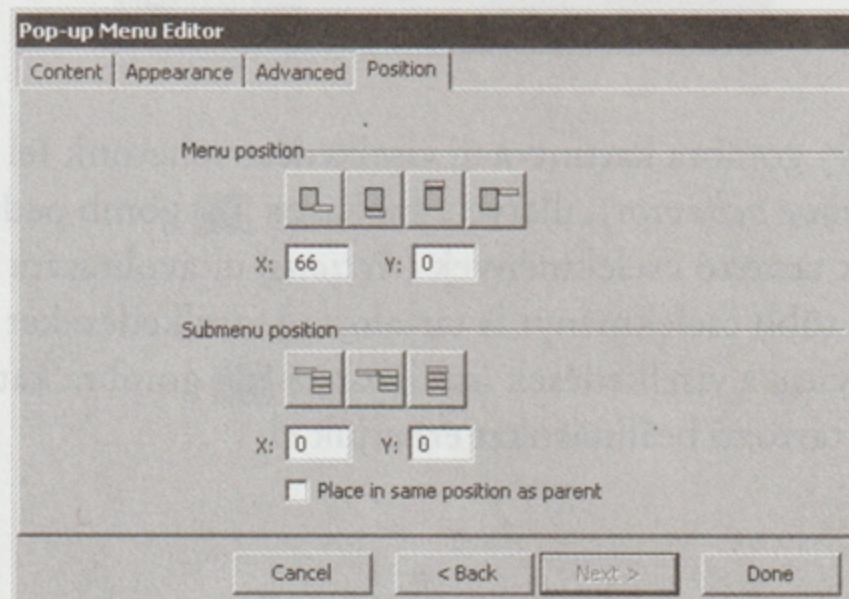 Pop-up Menu Editor
Content Appearance Advanced Position
Menu position
X: 66 Y: 0
Submenu position
X: 0 Y: 0
Place in same position as parent
Cancel < Back Next > Done